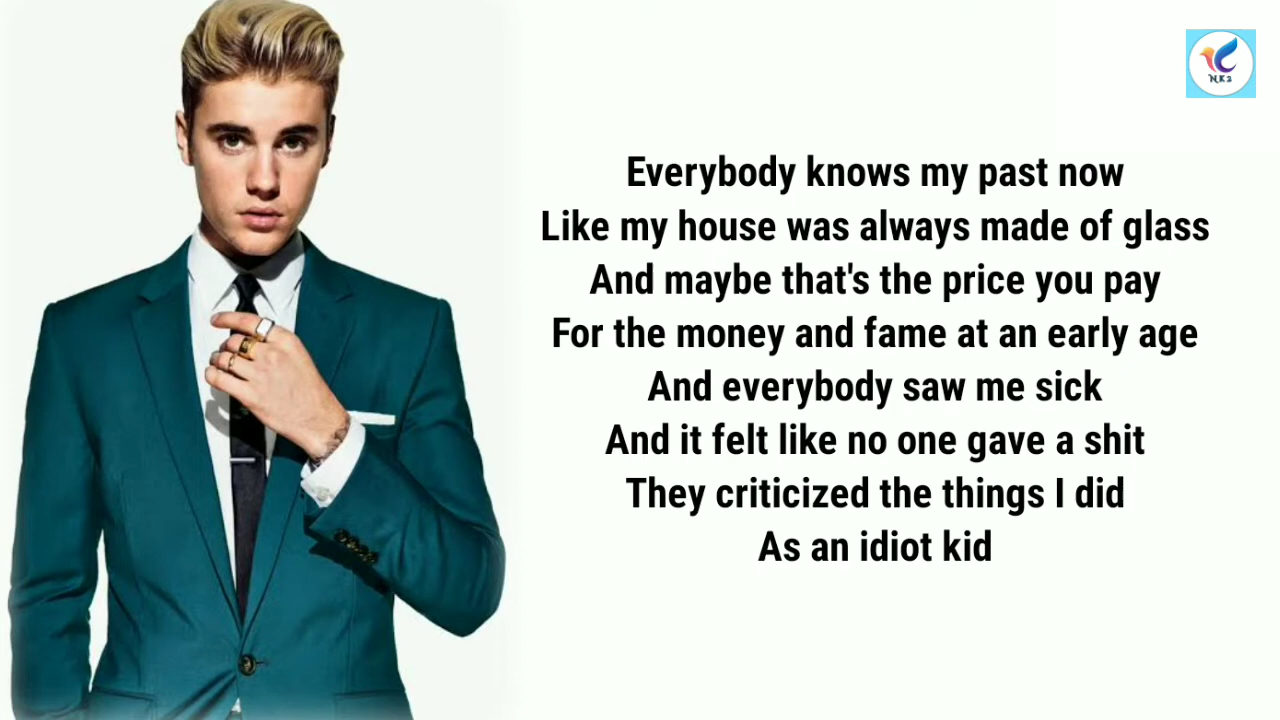 NK2
Everybody knows my past now
Like my house was always made of glass
And maybe that's the price you pay
For the money and fame at an early age
And everybody saw me sick
And it felt like no one gave a shit
They criticized the things I did
As an idiot kid